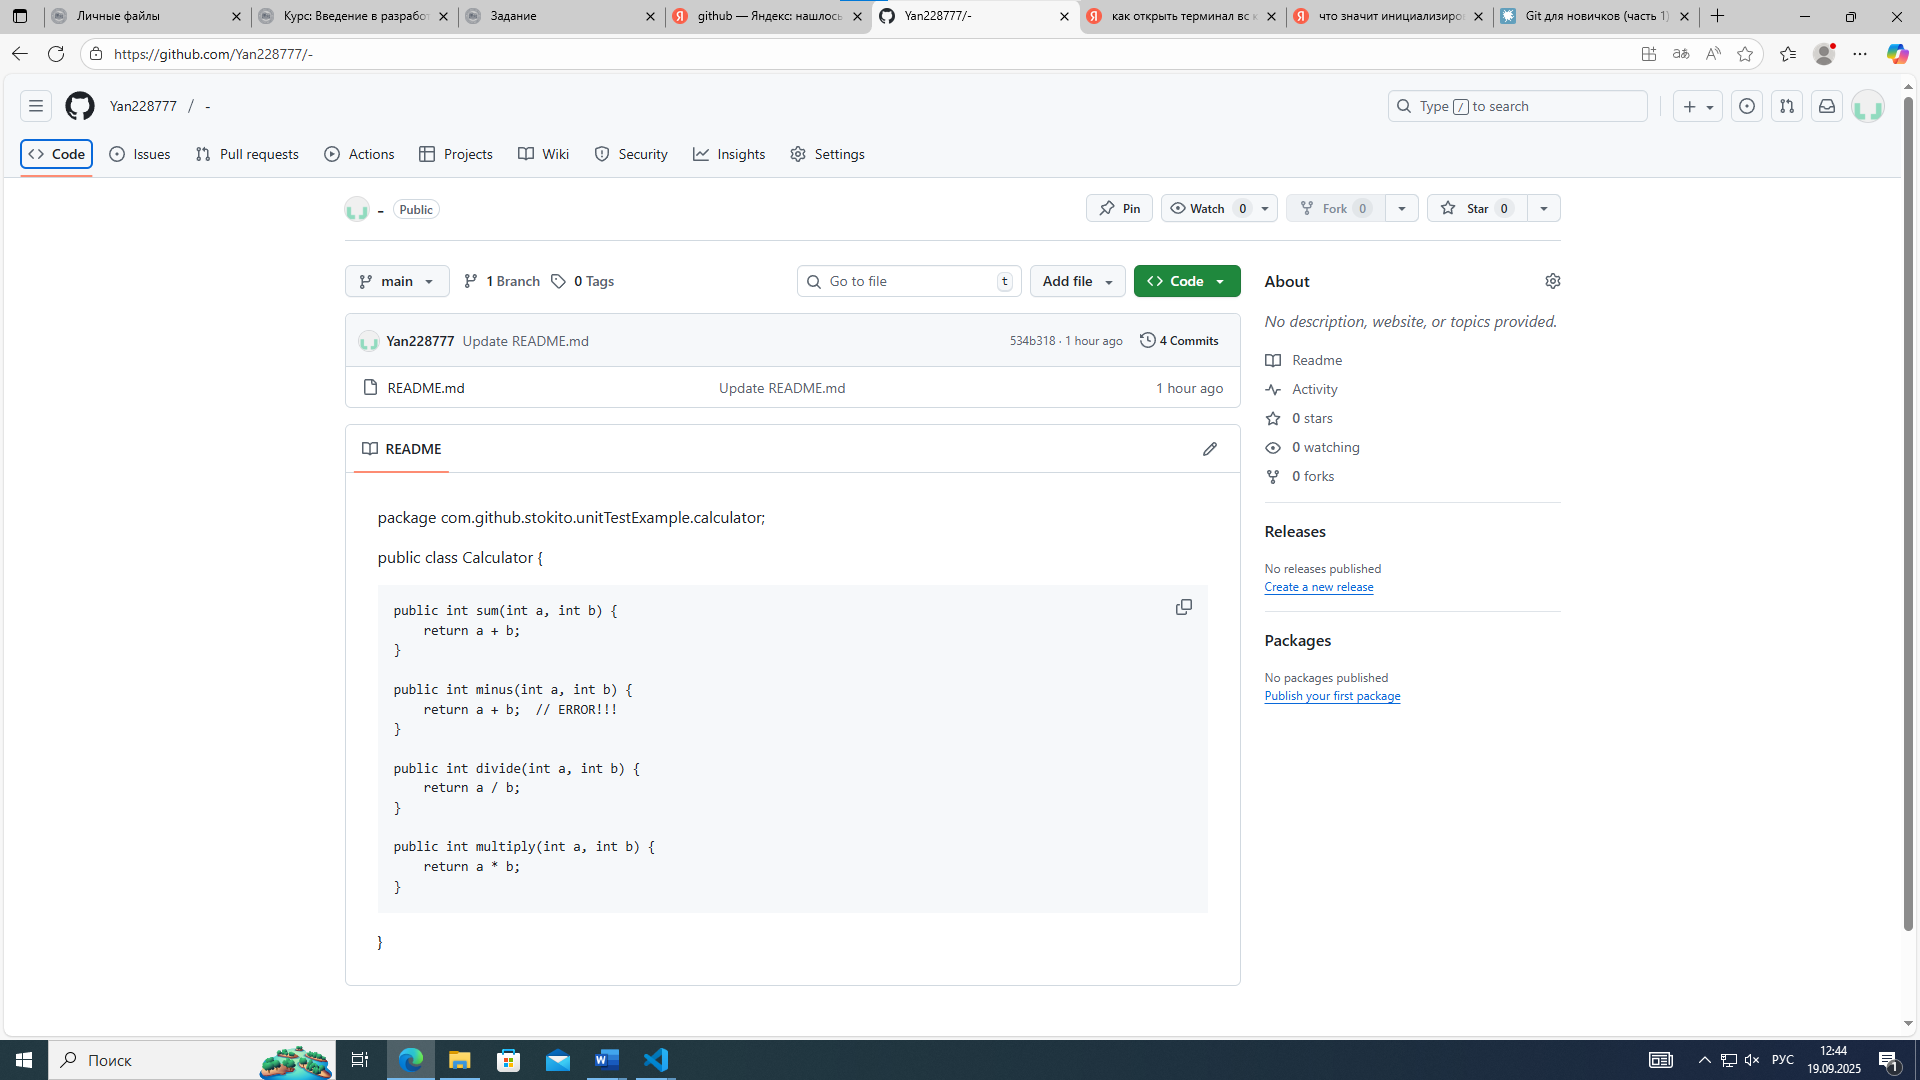 Личные файлы
Курс: Введение в разработ
Задание
github — Яндекс: нашлось
Yan228777/-
как открыть терминал вс к
что значит инициализиров
Git для новичков (часть 1)
https://github.com/Yan228777/-
Yan228777 / -
Type / to search
Code
Issues
Pull requests
Actions
Projects
Wiki
Security
Insights
Settings
- Public
Pin
Watch 0
Fork 0
Star 0
main
1 Branch
0 Tags
Go to file t
Add file
Code
Yan228777 Update README.md 534b318 · 1 hour ago 4 Commits
README.md Update README.md 1 hour ago
README
package com.github.stokito.unitTestExample.calculator;
public class Calculator {
public int sum(int a, int b) {
    return a + b;
}
public int minus(int a, int b) {
    return a + b;  // ERROR!!!
}
public int divide(int a, int b) {
    return a / b;
}
public int multiply(int a, int b) {
    return a * b;
}
}
About
No description, website, or topics provided.
Readme
Activity
0 stars
0 watching
0 forks
Releases
No releases published
Create a new release
Packages
No packages published
Publish your first package
Поиск
РУС
12:44
19.09.2025
1